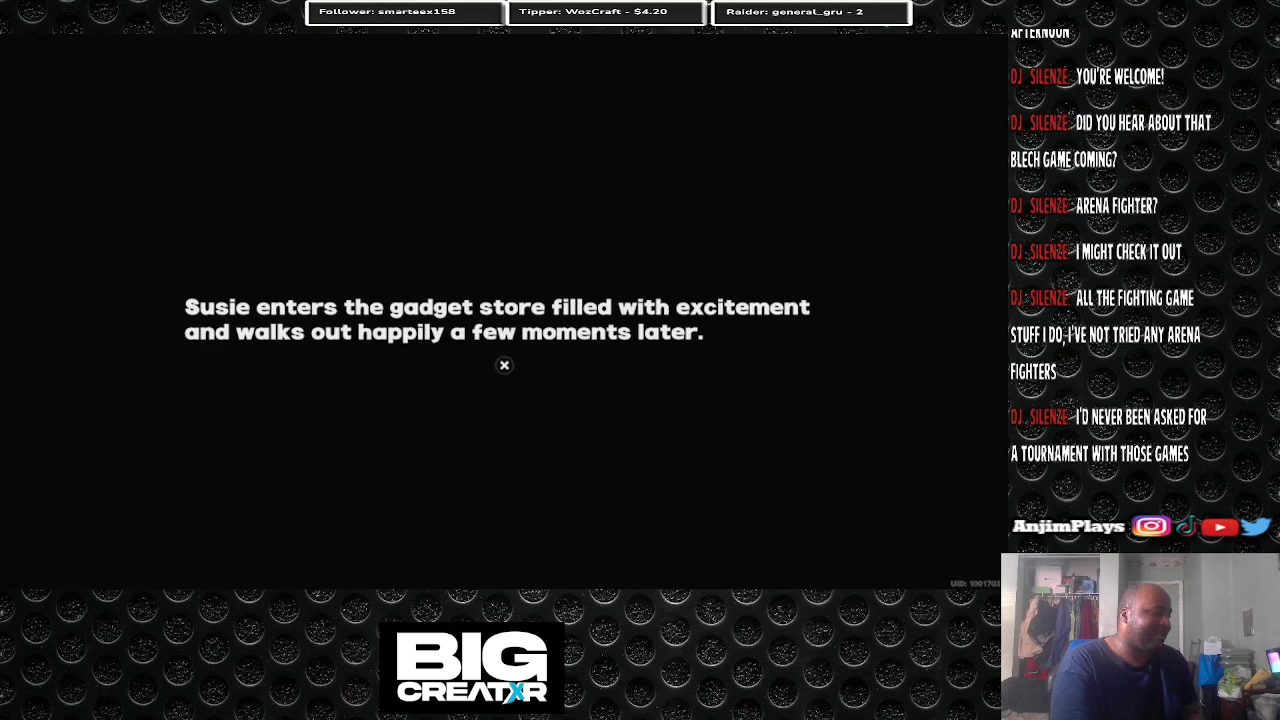 Follower: smarteex158
Tipper: WozCraft - $4.20
Raider: general_gru - 2
AFTERNOON
DJ_SILENZE: YOU'RE WELCOME!
DJ_SILENZE: DID YOU HEAR ABOUT THAT
BLECH GAME COMING?
DJ_SILENZE: ARENA FIGHTER?
DJ_SILENZE: I MIGHT CHECK IT OUT
DJ_SILENZE: ALL THE FIGHTING GAME
STUFF I DO, I'VE NOT TRIED ANY ARENA
FIGHTERS
DJ_SILENZE: I'D NEVER BEEN ASKED FOR
A TOURNAMENT WITH THOSE GAMES
Susie enters the gadget store filled with excitement
and walks out happily a few moments later.
AnjimPlays
UID: 1001703
BIG
CREATXR